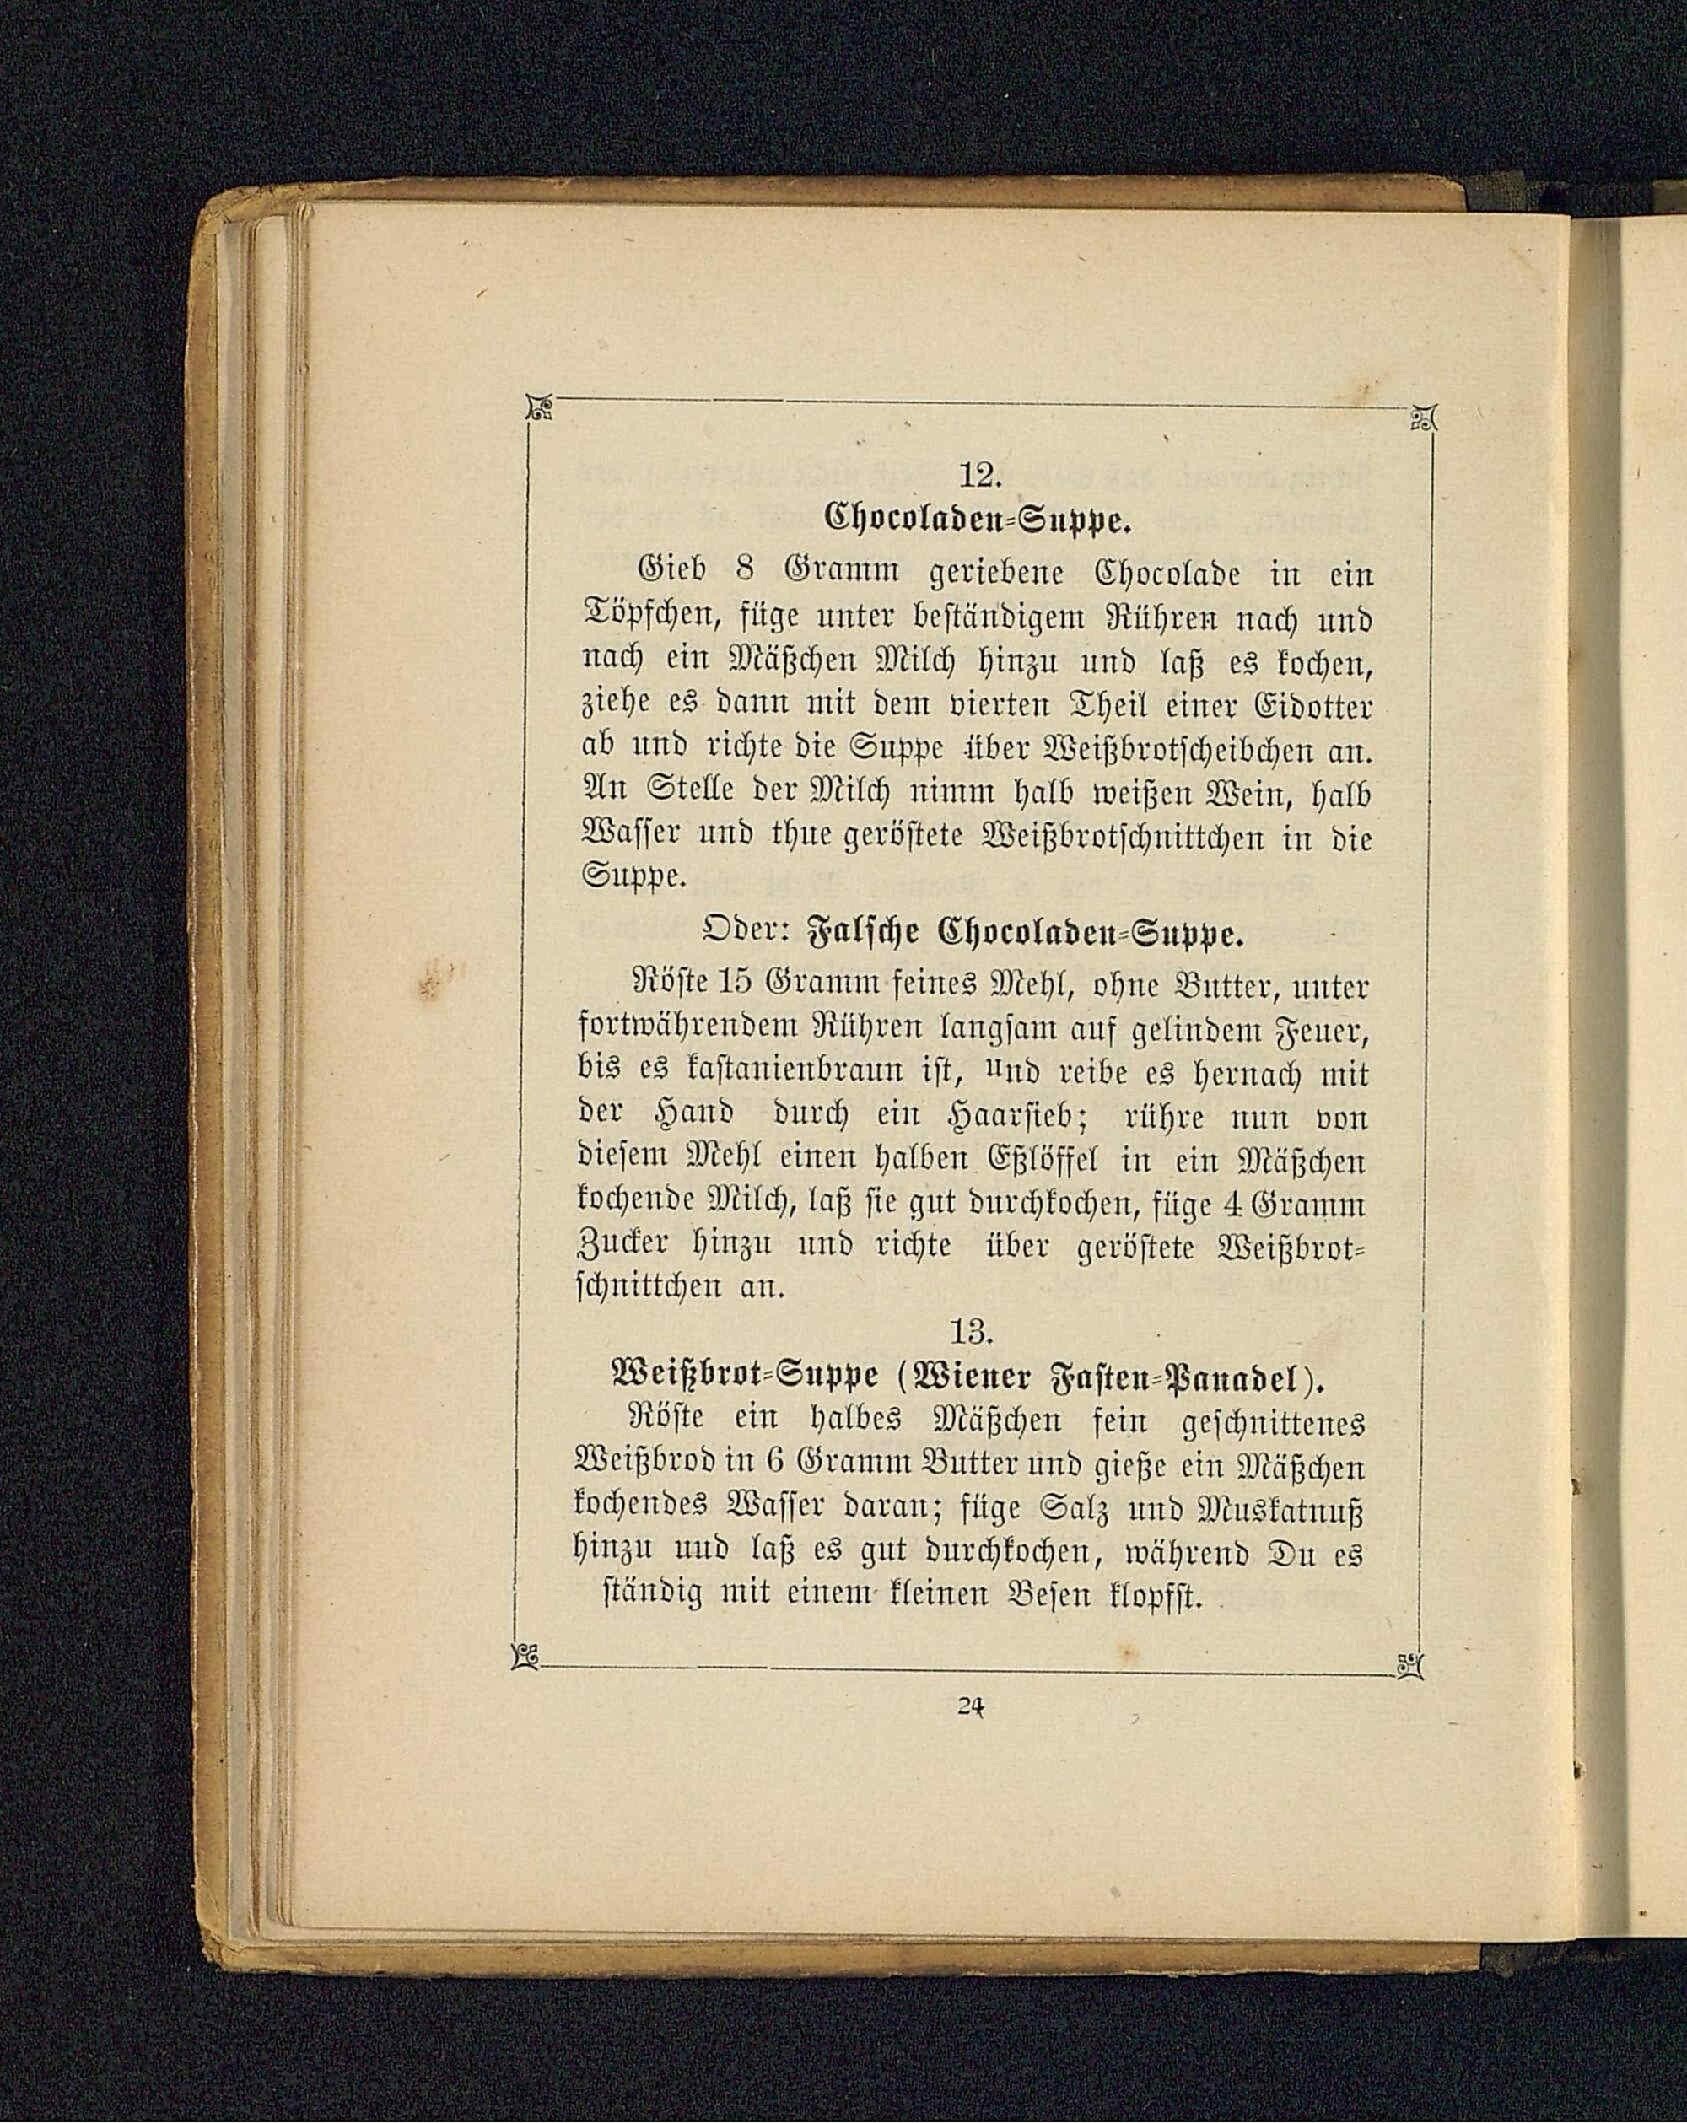 12.
Chocoladen-Suppe.
Gieb 8 Gramm geriebene Chocolade in ein
Töpfchen, füge unter beständigem Rühren nach und
nach ein Mäßchen Milch hinzu und laß es kochen,
ziehe es dann mit dem vierten Theil einer Eidotter
ab und richte die Suppe über Weißbrotscheibchen an.
An Stelle der Milch nimm halb weißen Wein, halb
Wasser und thue geröstete Weißbrotschnittchen in die
Suppe.
Oder: Falsche Chocoladen-Suppe.
Röste 15 Gramm feines Mehl, ohne Butter, unter
fortwährendem Rühren langsam auf gelindem Feuer,
bis es kastanienbraun ist, und reibe es hernach mit
der Hand durch ein Haarsieb; rühre nun von
diesem Mehl einen halben Eßlöffel in ein Mäßchen
kochende Milch, laß sie gut durchkochen, füge 4 Gramm
Zucker hinzu und richte über geröstete Weißbrot-
schnittchen an.
13.
Weißbrot-Suppe (Wiener Fasten-Panadel).
Röste ein halbes Mäßchen fein geschnittenes
Weißbrod in 6 Gramm Butter und gieße ein Mäßchen
kochendes Wasser daran; füge Salz und Muskatnuß
hinzu und laß es gut durchkochen, während Du es
ständig mit einem kleinen Besen klopfst.
24